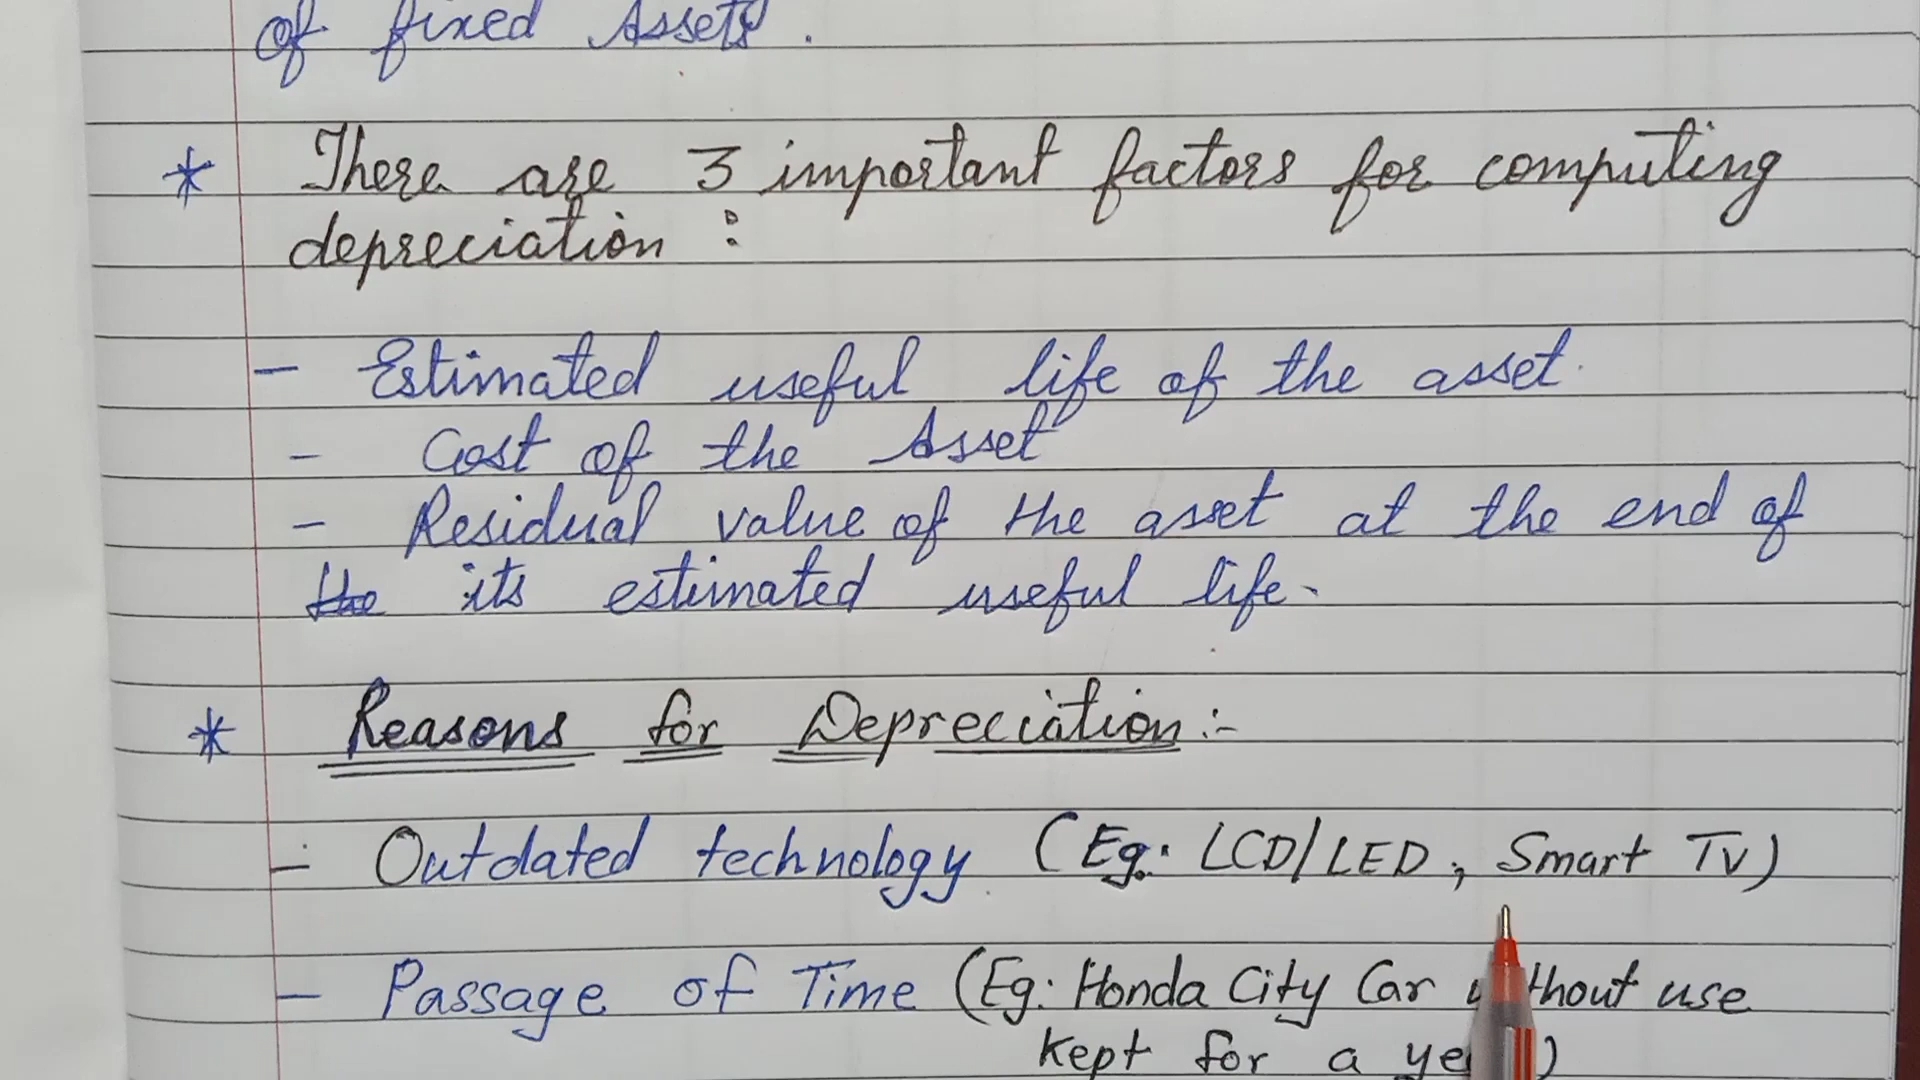 of fixed Assets.
* There are 3 important factors for computing
depreciation :
- Estimated useful life of the asset.
- Cost of the Asset
- Residual value of the asset at the end of
the its estimated useful life.
* Reasons for Depreciation :-
- Outdated technology (Eg: LCD/LED, Smart TV)
- Passage of Time (Eg: Honda City Car without use
kept for a )